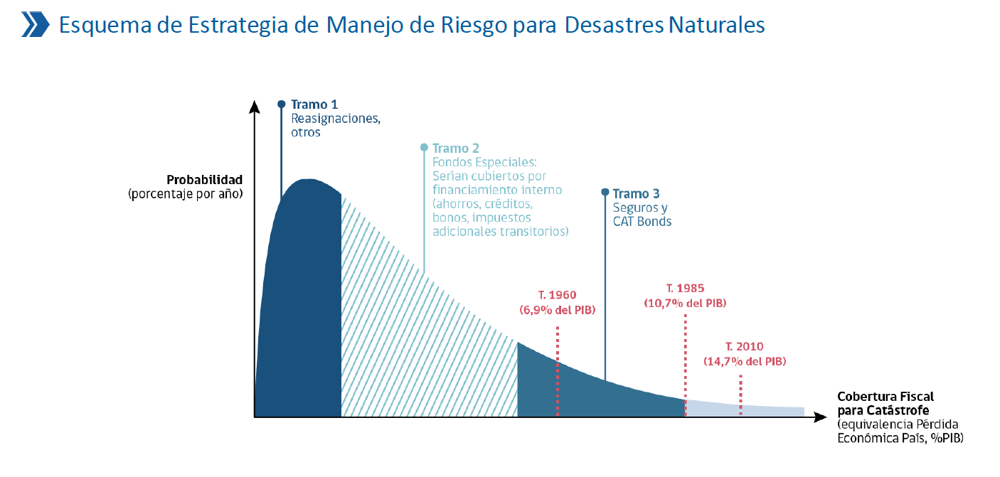 Esquema de Estrategia de Manejo de Riesgo para Desastres Naturales
Tramo 1
Reasignaciones,
otros
Tramo 2
Fondos Especiales:
Serían cubiertos por
financiamiento interno
(ahorros, créditos,
bonos, impuestos
adicionales transitorios)
Probabilidad
(porcentaje por año)
Tramo 3
Seguros y
CAT Bonds
T. 1960
(6,9% del PIB)
T. 1985
(10,7% del PIB)
T. 2010
(14,7% del PIB)
Cobertura Fiscal
para Catástrofe
(equivalencia Pérdida
Económica País, %PIB)